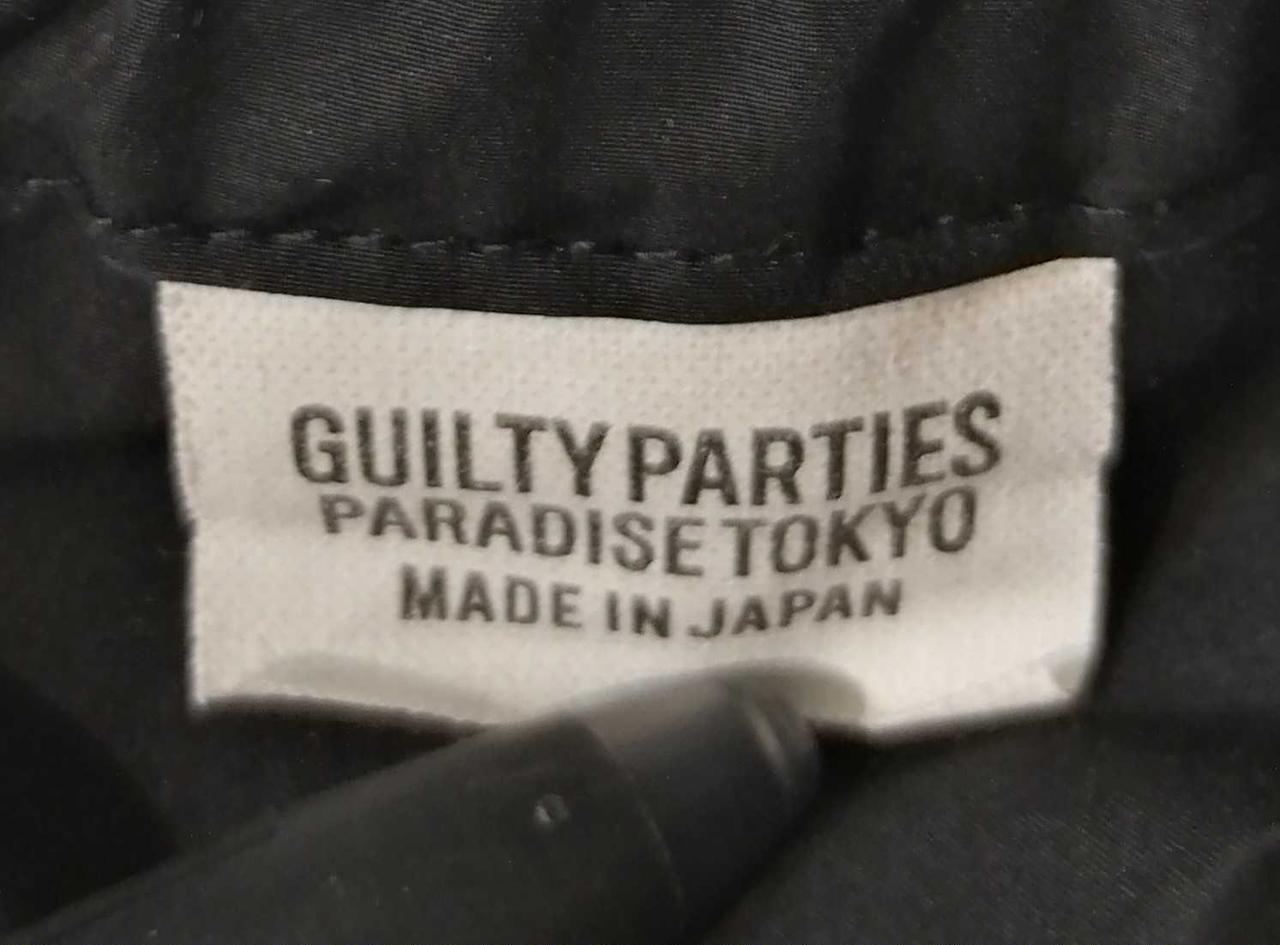 GUILTY PARTIES
PARADISE TOKYO
MADE IN JAPAN